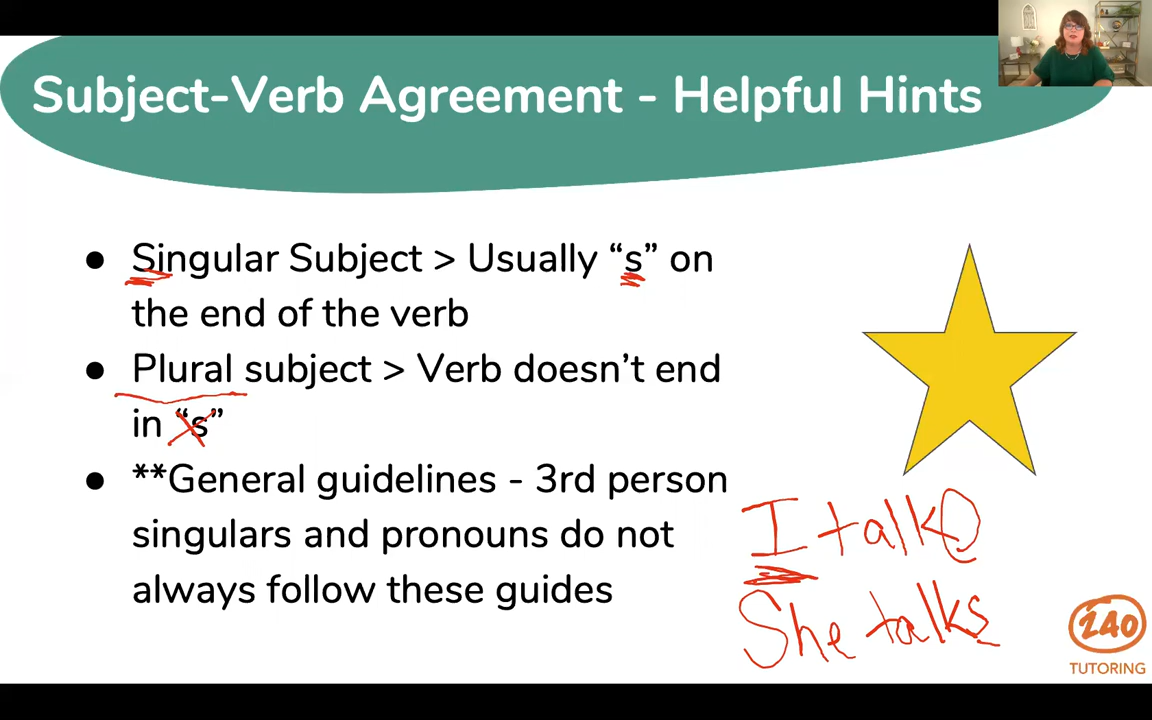 Subject-Verb Agreement - Helpful Hints
● Singular Subject > Usually “s” on
the end of the verb
● Plural subject > Verb doesn’t end
in “s”
● **General guidelines - 3rd person
singulars and pronouns do not
always follow these guides
I talk
She talks
240
TUTORING